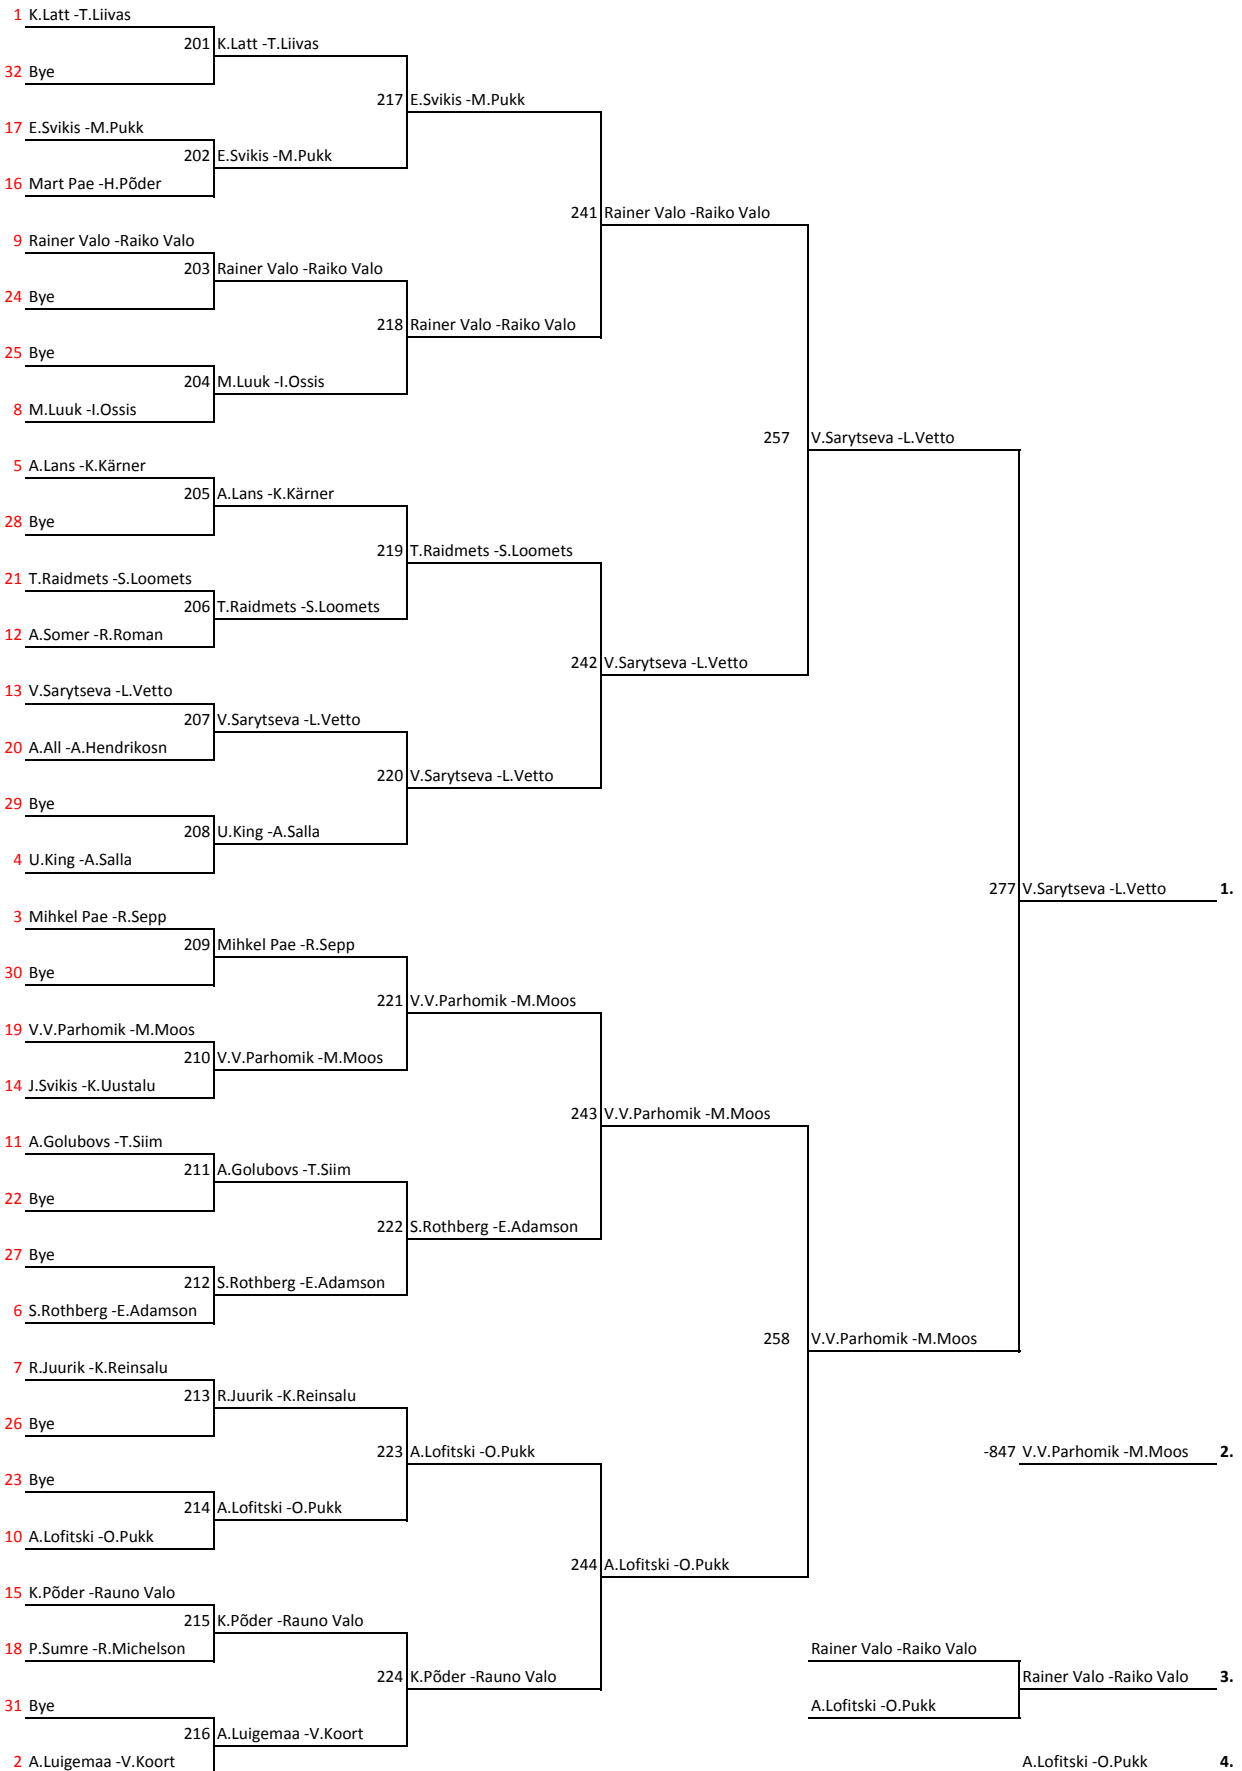 1 K.Latt -T.Liivas
201 K.Latt -T.Liivas
32 Bye
217 E.Svikis -M.Pukk
17 E.Svikis -M.Pukk
202 E.Svikis -M.Pukk
16 Mart Pae -H.Põder
241 Rainer Valo -Raiko Valo
9 Rainer Valo -Raiko Valo
203 Rainer Valo -Raiko Valo
24 Bye
218 Rainer Valo -Raiko Valo
25 Bye
204 M.Luuk -I.Ossis
8 M.Luuk -I.Ossis
257 V.Sarytseva -L.Vetto
5 A.Lans -K.Kärner
205 A.Lans -K.Kärner
28 Bye
219 T.Raidmets -S.Loomets
21 T.Raidmets -S.Loomets
206 T.Raidmets -S.Loomets
12 A.Somer -R.Roman
242 V.Sarytseva -L.Vetto
13 V.Sarytseva -L.Vetto
207 V.Sarytseva -L.Vetto
20 A.All -A.Hendrikosn
220 V.Sarytseva -L.Vetto
29 Bye
208 U.King -A.Salla
4 U.King -A.Salla
277 V.Sarytseva -L.Vetto 1.
3 Mihkel Pae -R.Sepp
209 Mihkel Pae -R.Sepp
30 Bye
221 V.V.Parhomik -M.Moos
19 V.V.Parhomik -M.Moos
210 V.V.Parhomik -M.Moos
14 J.Svikis -K.Uustalu
243 V.V.Parhomik -M.Moos
11 A.Golubovs -T.Siim
211 A.Golubovs -T.Siim
22 Bye
222 S.Rothberg -E.Adamson
27 Bye
212 S.Rothberg -E.Adamson
6 S.Rothberg -E.Adamson
258 V.V.Parhomik -M.Moos
7 R.Juurik -K.Reinsalu
213 R.Juurik -K.Reinsalu
26 Bye
223 A.Lofitski -O.Pukk
-847 V.V.Parhomik -M.Moos 2.
23 Bye
214 A.Lofitski -O.Pukk
10 A.Lofitski -O.Pukk
244 A.Lofitski -O.Pukk
15 K.Põder -Rauno Valo
215 K.Põder -Rauno Valo
18 P.Sumre -R.Michelson
Rainer Valo -Raiko Valo
224 K.Põder -Rauno Valo
Rainer Valo -Raiko Valo 3.
31 Bye
A.Lofitski -O.Pukk
216 A.Luigemaa -V.Koort
2 A.Luigemaa -V.Koort
A.Lofitski -O.Pukk 4.